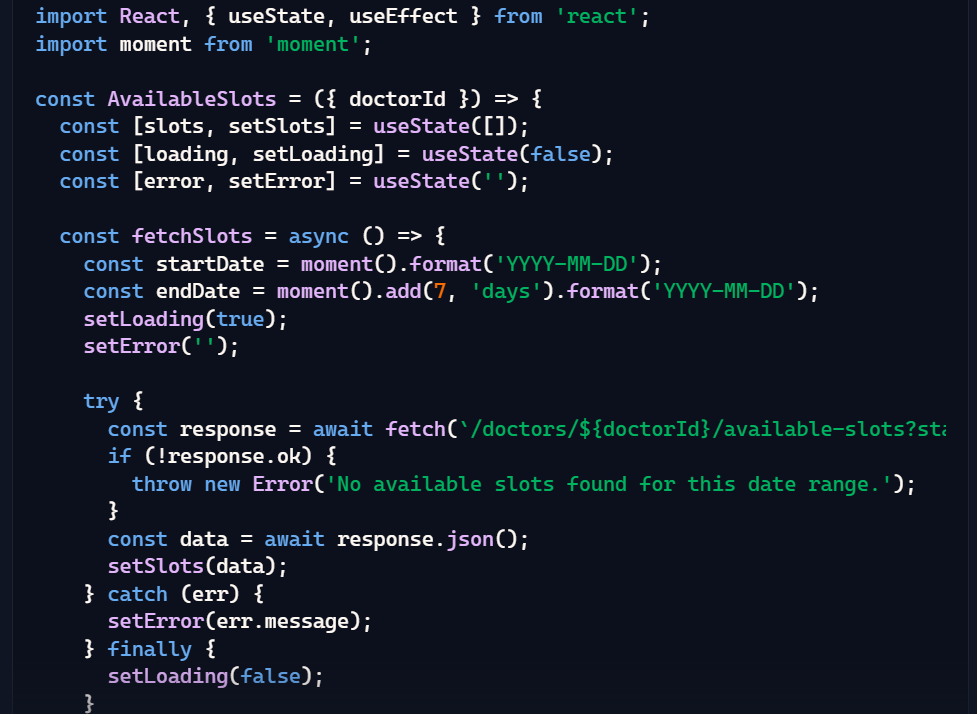 import React, { useState, useEffect } from 'react';
import moment from 'moment';
const AvailableSlots = ({ doctorId }) => {
  const [slots, setSlots] = useState([]);
  const [loading, setLoading] = useState(false);
  const [error, setError] = useState('');
  const fetchSlots = async () => {
    const startDate = moment().format('YYYY-MM-DD');
    const endDate = moment().add(7, 'days').format('YYYY-MM-DD');
    setLoading(true);
    setError('');
    try {
      const response = await fetch(`/doctors/${doctorId}/available-slots?sta
      if (!response.ok) {
        throw new Error('No available slots found for this date range.');
      }
      const data = await response.json();
      setSlots(data);
    } catch (err) {
      setError(err.message);
    } finally {
      setLoading(false);
    }